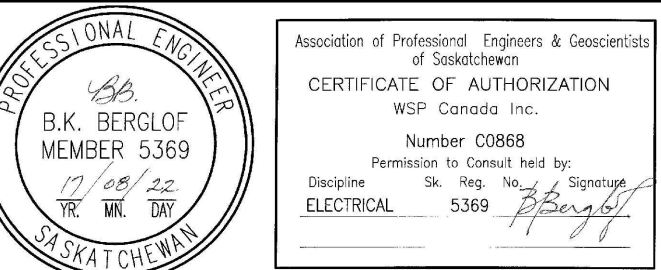 PROFESSIONAL ENGINEER
BB.
B.K. BERGLOF
MEMBER 5369
17/08/22
YR. MN. DAY
SASKATCHEWAN
Association of Professional Engineers & Geoscientists
of Saskatchewan
CERTIFICATE OF AUTHORIZATION
WSP Canada Inc.
Number C0868
Permission to Consult held by:
Discipline Sk. Reg. No. Signature
ELECTRICAL 5369 BBerglof